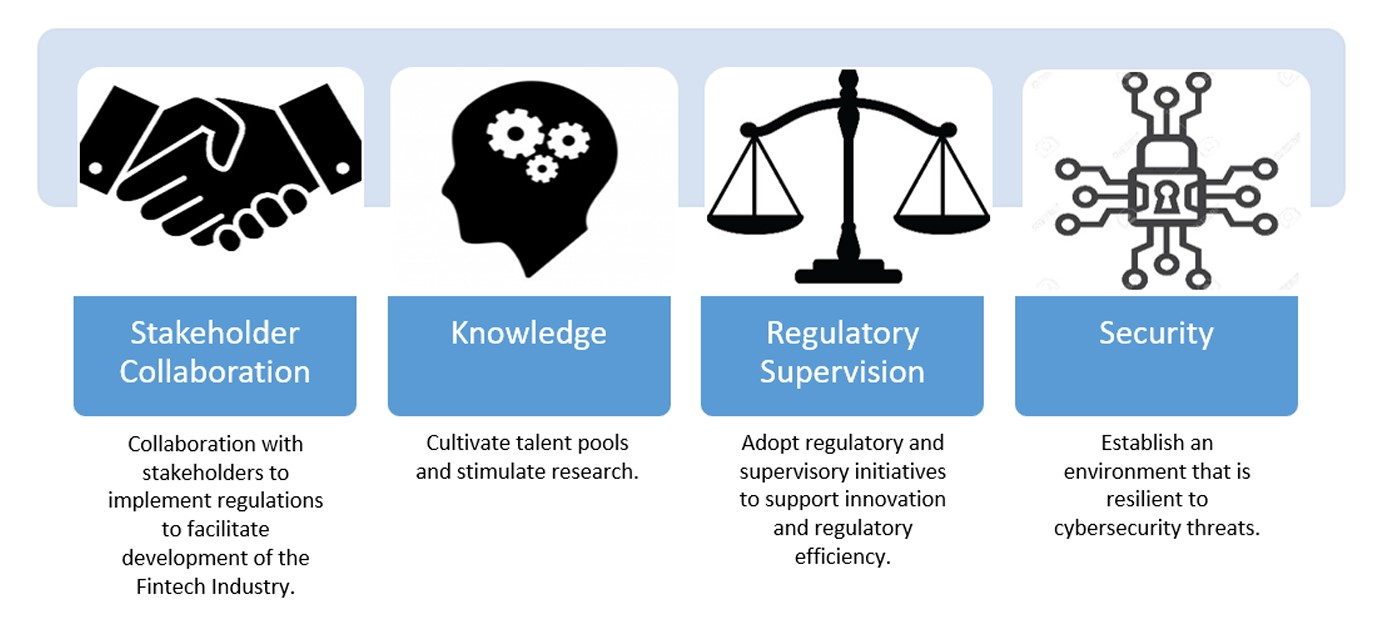 Stakeholder
Collaboration
Collaboration with
stakeholders to
implement regulations
to facilitate
development of the
Fintech Industry.
Knowledge
Cultivate talent pools
and stimulate research.
Regulatory
Supervision
Adopt regulatory and
supervisory initiatives
to support innovation
and regulatory
efficiency.
Security
Establish an
environment that is
resilient to
cybersecurity threats.